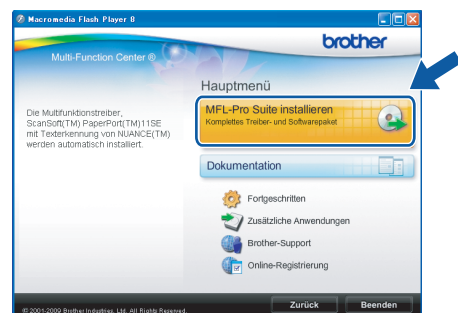 Macromedia Flash Player 8
brother
Multi-Function Center ®
Hauptmenü
MFL-Pro Suite installieren
Komplettes Treiber- und Softwarepaket
Die Multifunktionstreiber,
ScanSoft(TM) PaperPort(TM)11SE
mit Texterkennung von NUANCE(TM)
werden automatisch installiert.
Dokumentation
Fortgeschritten
Zusätzliche Anwendungen
Brother-Support
Online-Registrierung
© 2001-2009 Brother Industries, Ltd. All Rights Reserved.
Zurück
Beenden